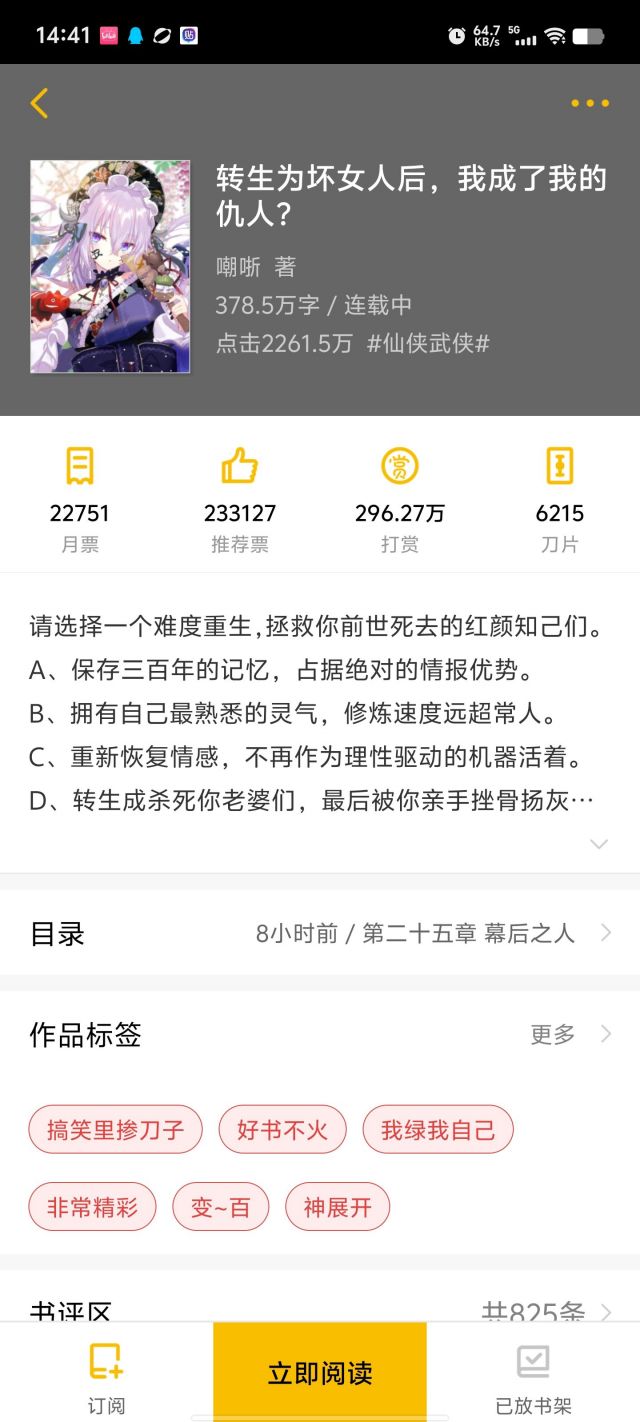 14:41
64.7 KB/s 5G
转生为坏女人后，我成了我的
仇人？
嘲哳 著
378.5万字 / 连载中
点击2261.5万 #仙侠武侠#
22751 233127 296.27万 6215
月票 推荐票 打赏 刀片
请选择一个难度重生,拯救你前世死去的红颜知己们。
A、保存三百年的记忆，占据绝对的情报优势。
B、拥有自己最熟悉的灵气，修炼速度远超常人。
C、重新恢复情感，不再作为理性驱动的机器活着。
D、转生成杀死你老婆们，最后被你亲手挫骨扬灰…
目录 8小时前 / 第二十五章 幕后之人
作品标签 更多
搞笑里掺刀子 好书不火 我绿我自己
非常精彩 变~百 神展开
书评区 共825条
订阅 立即阅读 已放书架